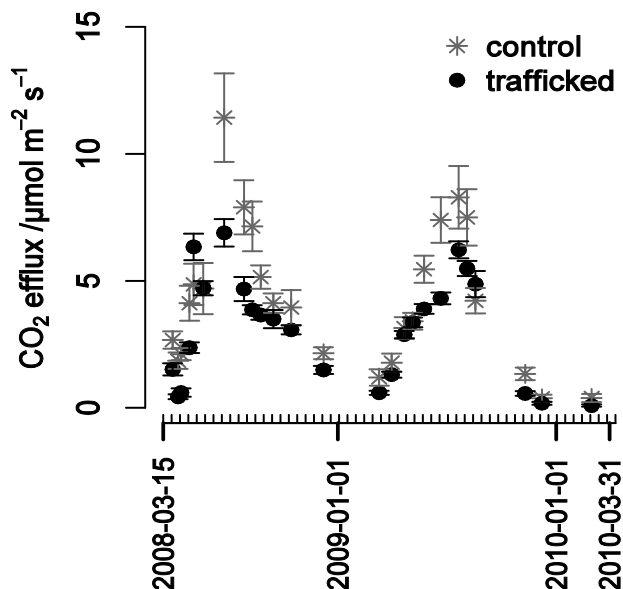 15
control
trafficked
10
5
0
CO₂ efflux /µmol m⁻² s⁻¹
2008-03-15
2009-01-01
2010-01-01
2010-03-31